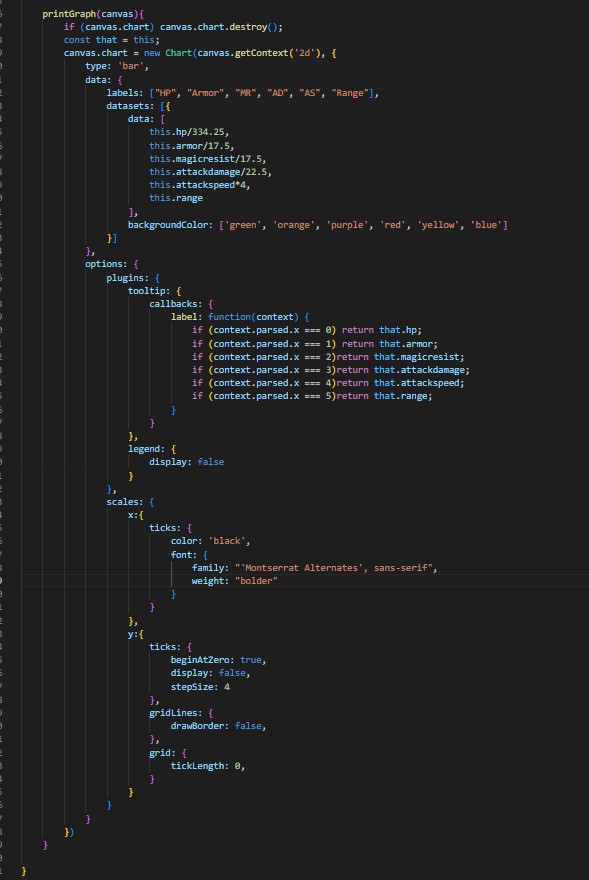 printGraph(canvas){
if (canvas.chart) canvas.chart.destroy();
const that = this;
canvas.chart = new Chart(canvas.getContext('2d'), {
type: 'bar',
data: {
labels: ["HP", "Armor", "MR", "AD", "AS", "Range"],
datasets: [{
data: [
this.hp/334.25,
this.armor/17.5,
this.magicresist/17.5,
this.attackdamage/22.5,
this.attackspeed*4,
this.range
],
backgroundColor: ['green', 'orange', 'purple', 'red', 'yellow', 'blue']
}]
},
options: {
plugins: {
tooltip: {
callbacks: {
label: function(context) {
if (context.parsed.x === 0) return that.hp;
if (context.parsed.x === 1) return that.armor;
if (context.parsed.x === 2)return that.magicresist;
if (context.parsed.x === 3)return that.attackdamage;
if (context.parsed.x === 4)return that.attackspeed;
if (context.parsed.x === 5)return that.range;
}
}
},
legend: {
display: false
}
},
scales: {
x:{
ticks: {
color: 'black',
font: {
family: "'Montserrat Alternates', sans-serif",
weight: "bolder"
}
}
},
y:{
ticks: {
beginAtZero: true,
display: false,
stepSize: 4
},
gridLines: {
drawBorder: false,
},
grid: {
tickLength: 0,
}
}
}
}
})
}
}